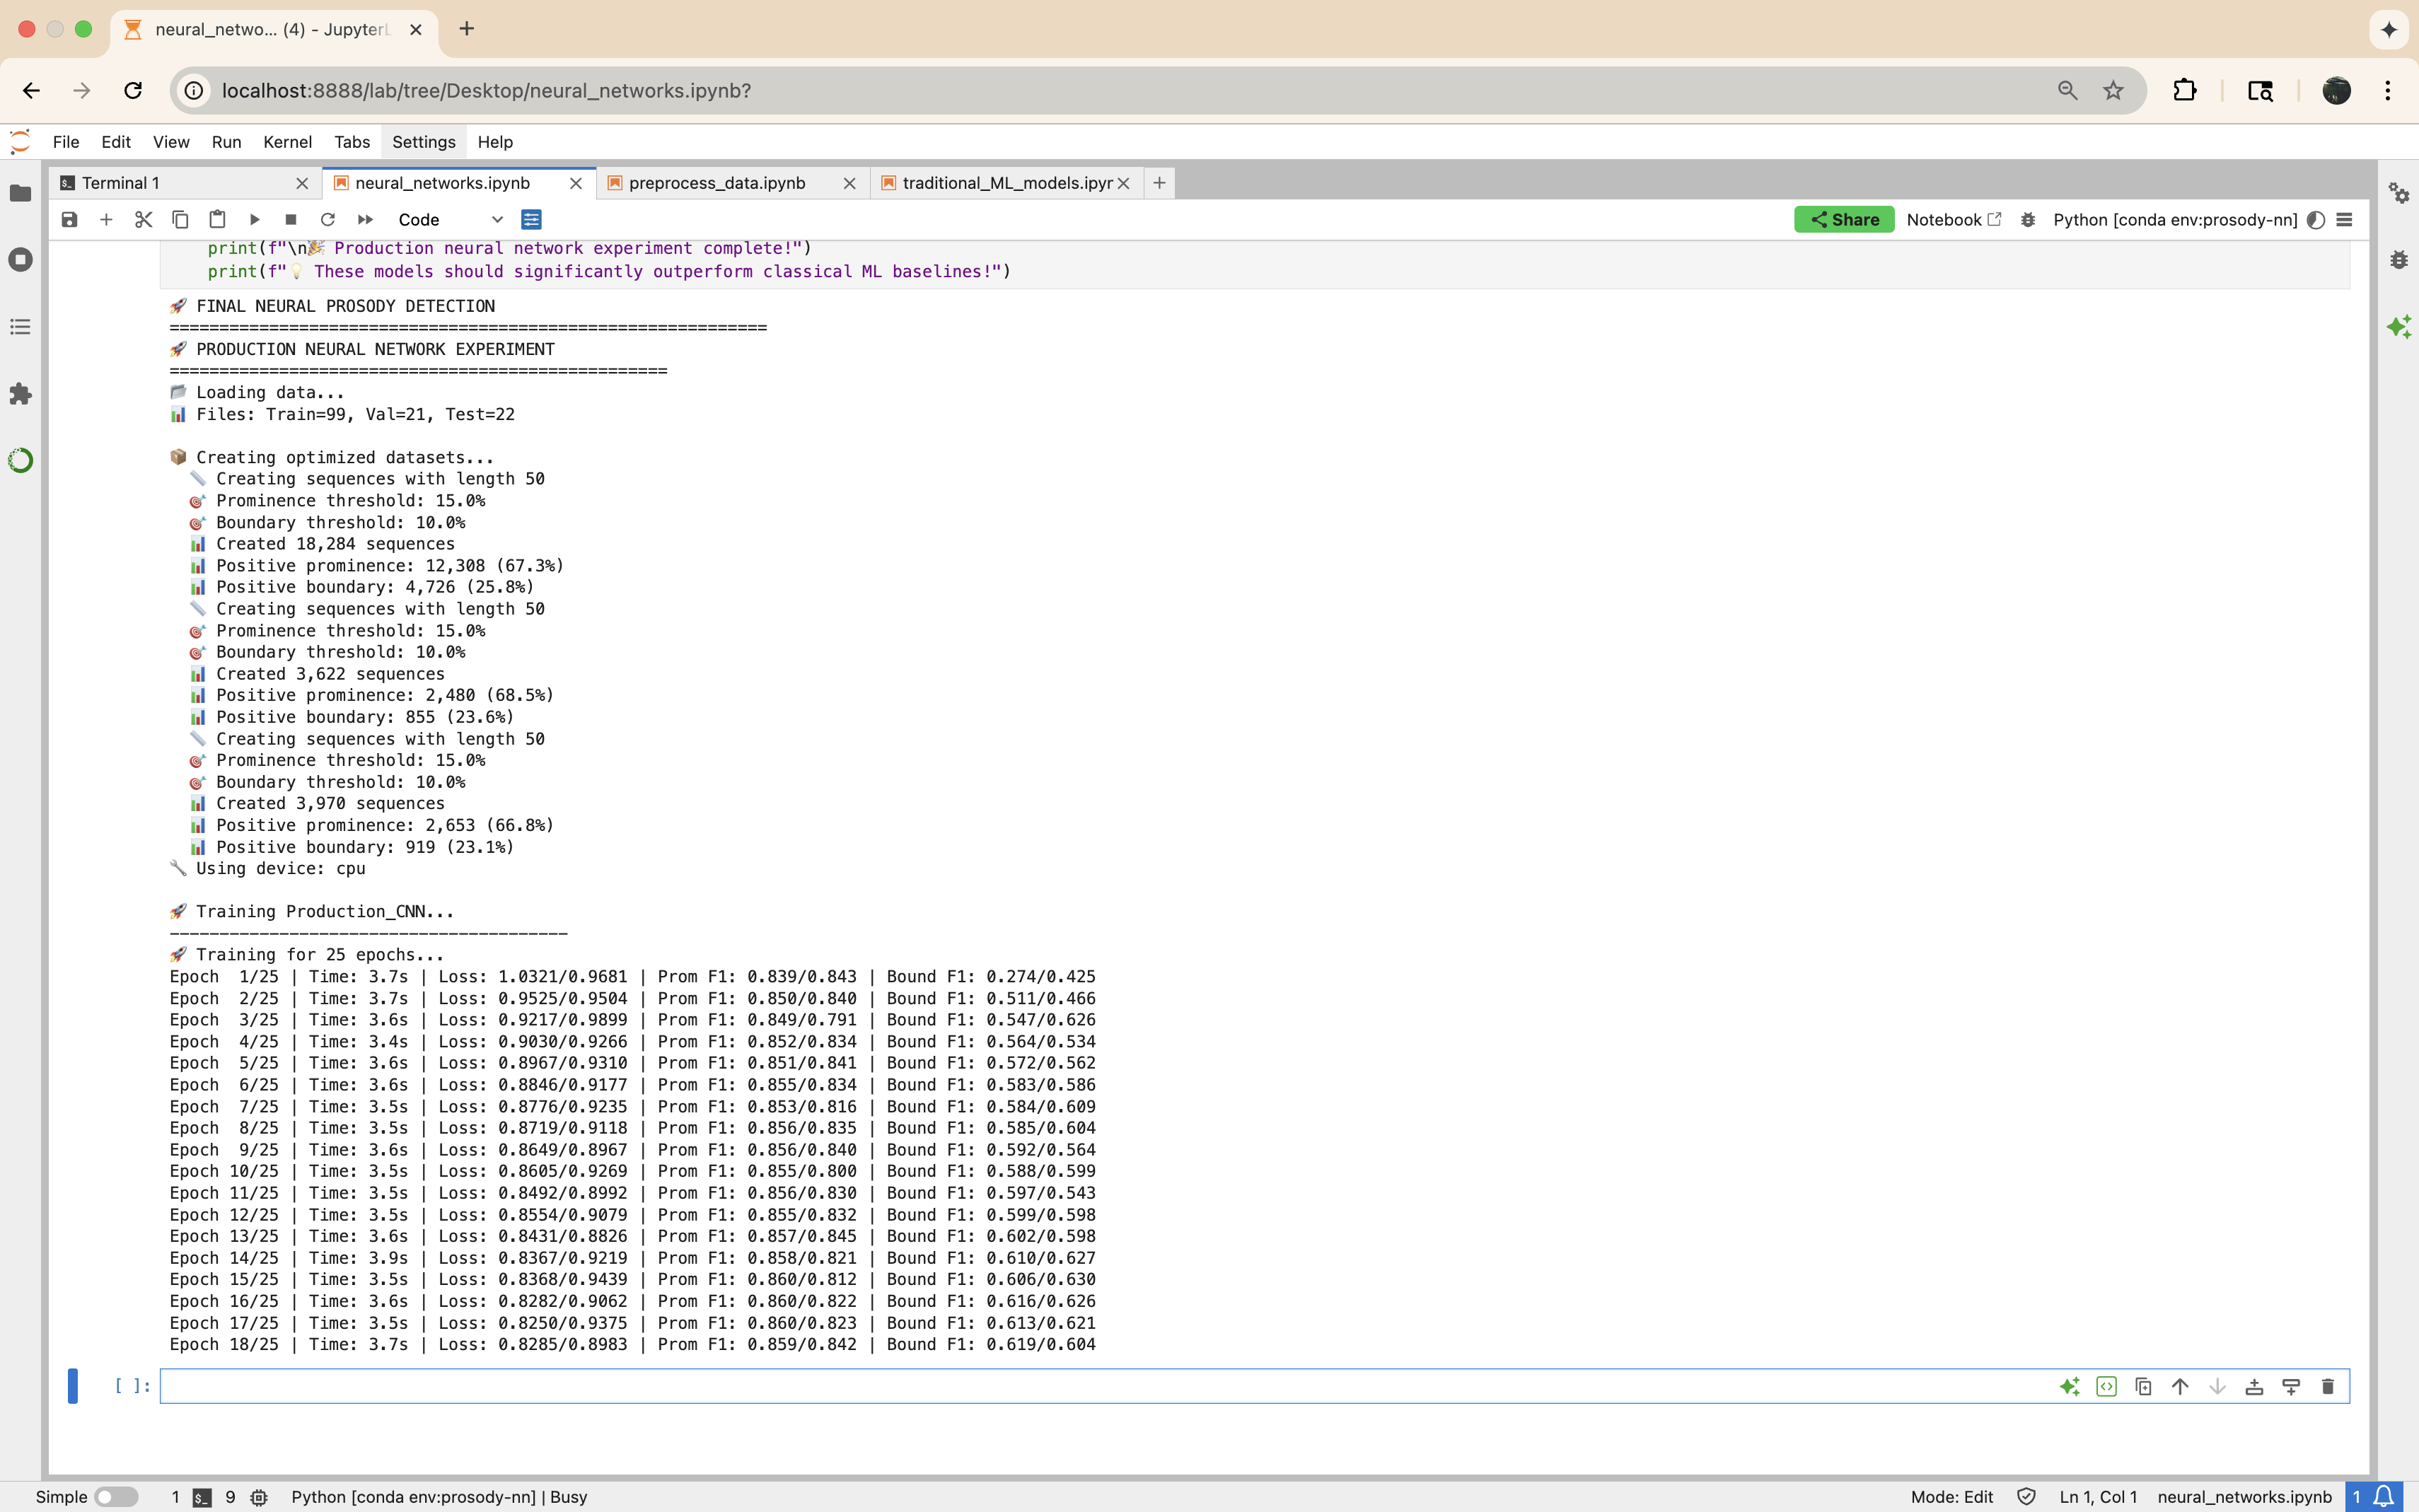 neural_netwo... (4) - JupyterL
localhost:8888/lab/tree/Desktop/neural_networks.ipynb?
File Edit View Run Kernel Tabs Settings Help
Terminal 1 neural_networks.ipynb preprocess_data.ipynb traditional_ML_models.ipyr
Code Share Notebook Python [conda env:prosody-nn]
print(f"\n🎉 Production neural network experiment complete!")
print(f"💡 These models should significantly outperform classical ML baselines!")
🚀 FINAL NEURAL PROSODY DETECTION
============================================================
🚀 PRODUCTION NEURAL NETWORK EXPERIMENT
==================================================
📂 Loading data...
📊 Files: Train=99, Val=21, Test=22
📦 Creating optimized datasets...
📏 Creating sequences with length 50
🎯 Prominence threshold: 15.0%
🎯 Boundary threshold: 10.0%
📊 Created 18,284 sequences
📊 Positive prominence: 12,308 (67.3%)
📊 Positive boundary: 4,726 (25.8%)
📏 Creating sequences with length 50
🎯 Prominence threshold: 15.0%
🎯 Boundary threshold: 10.0%
📊 Created 3,622 sequences
📊 Positive prominence: 2,480 (68.5%)
📊 Positive boundary: 855 (23.6%)
📏 Creating sequences with length 50
🎯 Prominence threshold: 15.0%
🎯 Boundary threshold: 10.0%
📊 Created 3,970 sequences
📊 Positive prominence: 2,653 (66.8%)
📊 Positive boundary: 919 (23.1%)
🔧 Using device: cpu
🚀 Training Production_CNN...
----------------------------------------
🚀 Training for 25 epochs...
Epoch  1/25 | Time: 3.7s | Loss: 1.0321/0.9681 | Prom F1: 0.839/0.843 | Bound F1: 0.274/0.425
Epoch  2/25 | Time: 3.7s | Loss: 0.9525/0.9504 | Prom F1: 0.850/0.840 | Bound F1: 0.511/0.466
Epoch  3/25 | Time: 3.6s | Loss: 0.9217/0.9899 | Prom F1: 0.849/0.791 | Bound F1: 0.547/0.626
Epoch  4/25 | Time: 3.4s | Loss: 0.9030/0.9266 | Prom F1: 0.852/0.834 | Bound F1: 0.564/0.534
Epoch  5/25 | Time: 3.6s | Loss: 0.8967/0.9310 | Prom F1: 0.851/0.841 | Bound F1: 0.572/0.562
Epoch  6/25 | Time: 3.6s | Loss: 0.8846/0.9177 | Prom F1: 0.855/0.834 | Bound F1: 0.583/0.586
Epoch  7/25 | Time: 3.5s | Loss: 0.8776/0.9235 | Prom F1: 0.853/0.816 | Bound F1: 0.584/0.609
Epoch  8/25 | Time: 3.5s | Loss: 0.8719/0.9118 | Prom F1: 0.856/0.835 | Bound F1: 0.585/0.604
Epoch  9/25 | Time: 3.6s | Loss: 0.8649/0.8967 | Prom F1: 0.856/0.840 | Bound F1: 0.592/0.564
Epoch 10/25 | Time: 3.5s | Loss: 0.8605/0.9269 | Prom F1: 0.855/0.800 | Bound F1: 0.588/0.599
Epoch 11/25 | Time: 3.5s | Loss: 0.8492/0.8992 | Prom F1: 0.856/0.830 | Bound F1: 0.597/0.543
Epoch 12/25 | Time: 3.5s | Loss: 0.8554/0.9079 | Prom F1: 0.855/0.832 | Bound F1: 0.599/0.598
Epoch 13/25 | Time: 3.6s | Loss: 0.8431/0.8826 | Prom F1: 0.857/0.845 | Bound F1: 0.602/0.598
Epoch 14/25 | Time: 3.9s | Loss: 0.8367/0.9219 | Prom F1: 0.858/0.821 | Bound F1: 0.610/0.627
Epoch 15/25 | Time: 3.5s | Loss: 0.8368/0.9439 | Prom F1: 0.860/0.812 | Bound F1: 0.606/0.630
Epoch 16/25 | Time: 3.6s | Loss: 0.8282/0.9062 | Prom F1: 0.860/0.822 | Bound F1: 0.616/0.626
Epoch 17/25 | Time: 3.5s | Loss: 0.8250/0.9375 | Prom F1: 0.860/0.823 | Bound F1: 0.613/0.621
Epoch 18/25 | Time: 3.7s | Loss: 0.8285/0.8983 | Prom F1: 0.859/0.842 | Bound F1: 0.619/0.604
[ ]:
Simple 1 $_ 9 Python [conda env:prosody-nn] | Busy Mode: Edit Ln 1, Col 1 neural_networks.ipynb 1